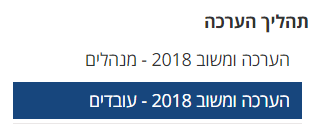 תהליך הערכה
הערכה ומשוב 2018 - מנהלים
הערכה ומשוב 2018 - עובדים